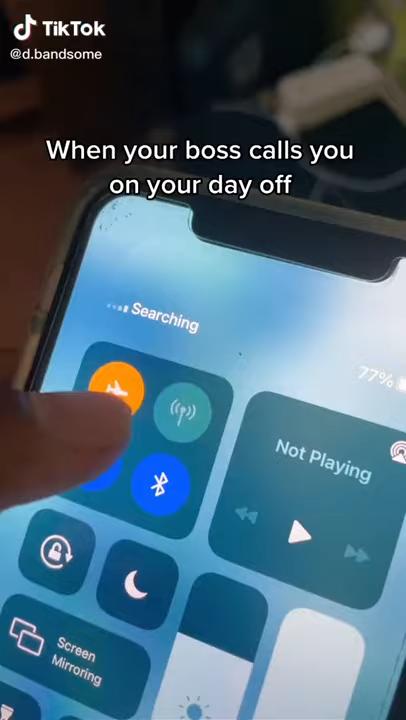 TikTok
@d.bandsome
When your boss calls you
on your day off
Searching
77%
Not Playing
Screen
Mirroring